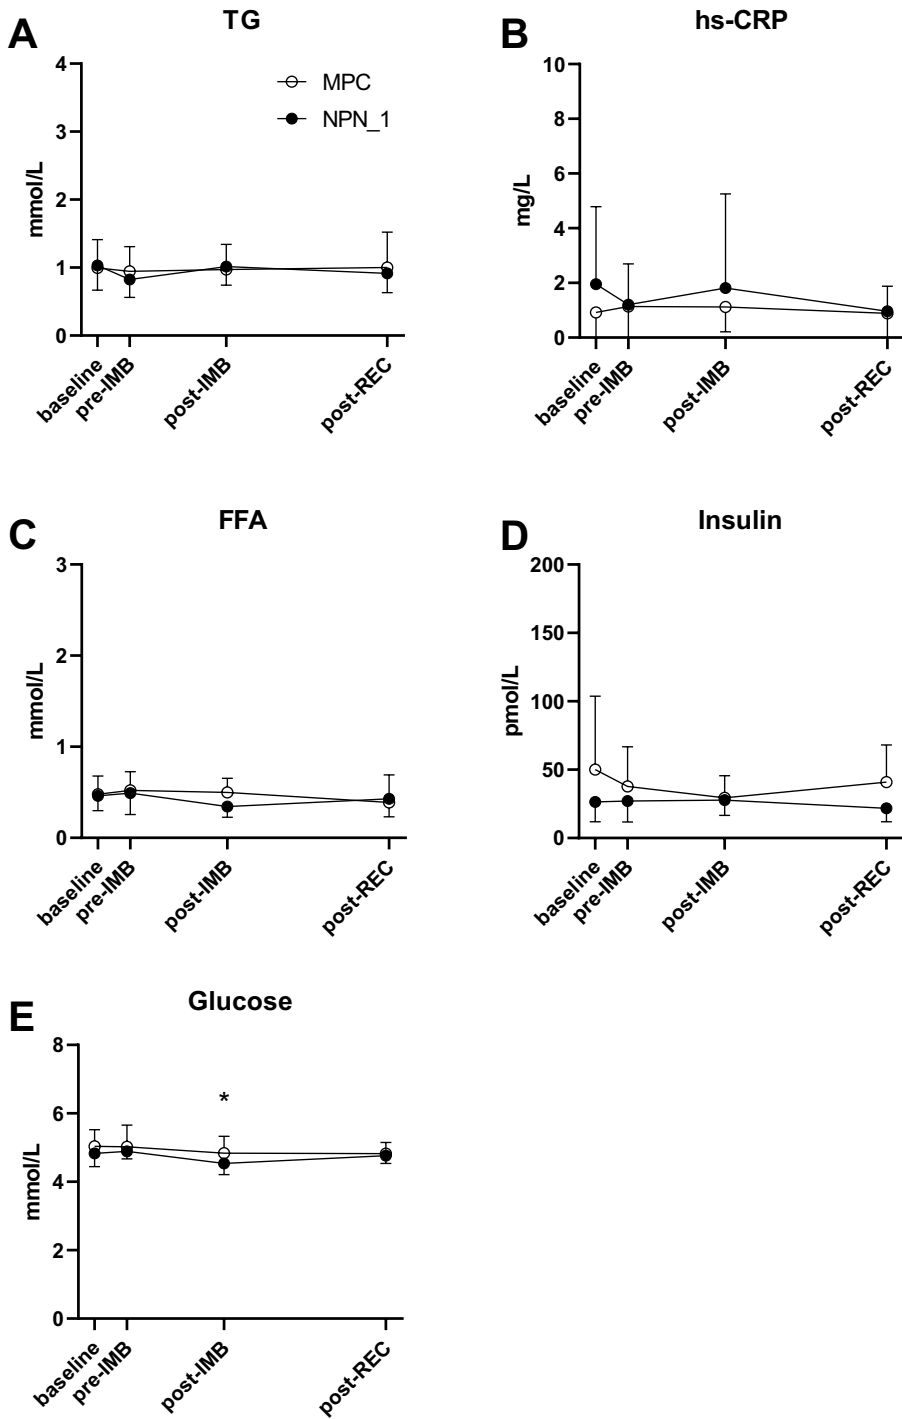 A
TG
4
3
2
1
0
mmol/L
MPC
NPN_1
baseline
pre-IMB
post-IMB
post-REC
B
hs-CRP
10
8
6
4
2
0
mg/L
baseline
pre-IMB
post-IMB
post-REC
C
FFA
3
2
1
0
mmol/L
baseline
pre-IMB
post-IMB
post-REC
D
Insulin
200
150
100
50
0
pmol/L
baseline
pre-IMB
post-IMB
post-REC
E
Glucose
8
6
4
2
0
mmol/L
*
baseline
pre-IMB
post-IMB
post-REC